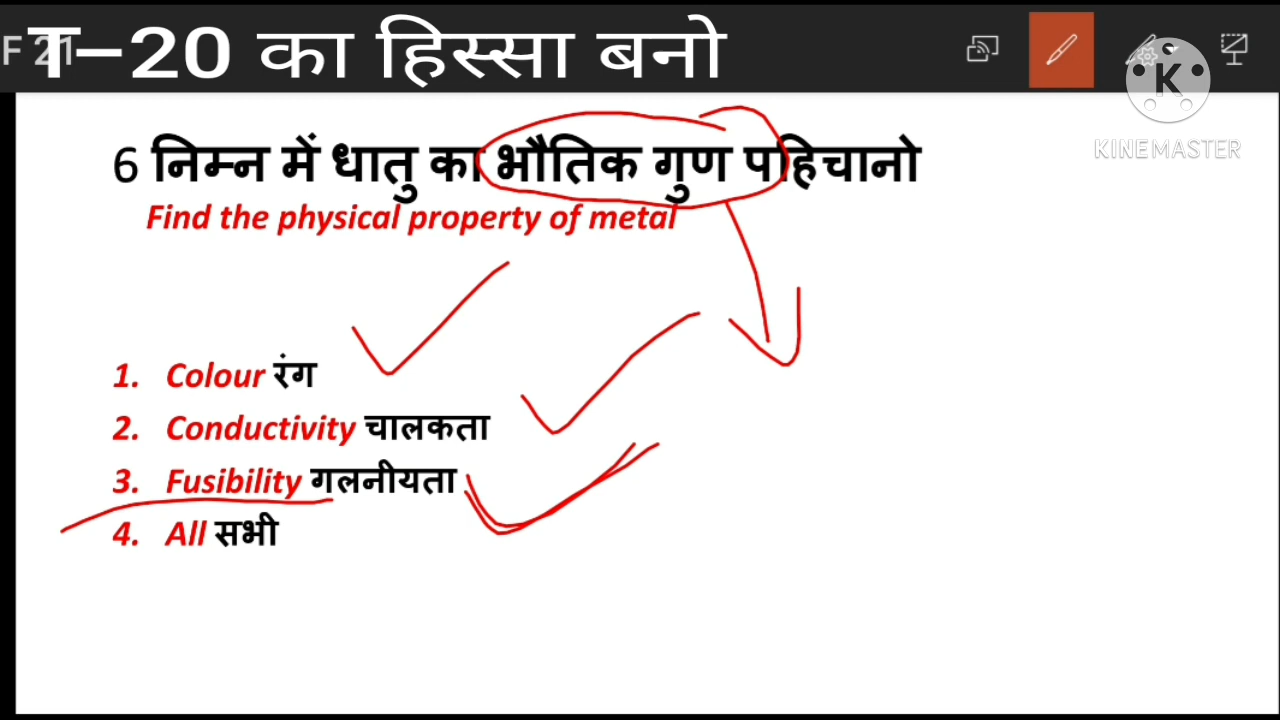 T–20 का हिस्सा बनो
K
KINEMASTER
6 निम्न में धातु का भौतिक गुण पहिचानो
Find the physical property of metal
1. Colour रंग
2. Conductivity चालकता
3. Fusibility गलनीयता
4. All सभी